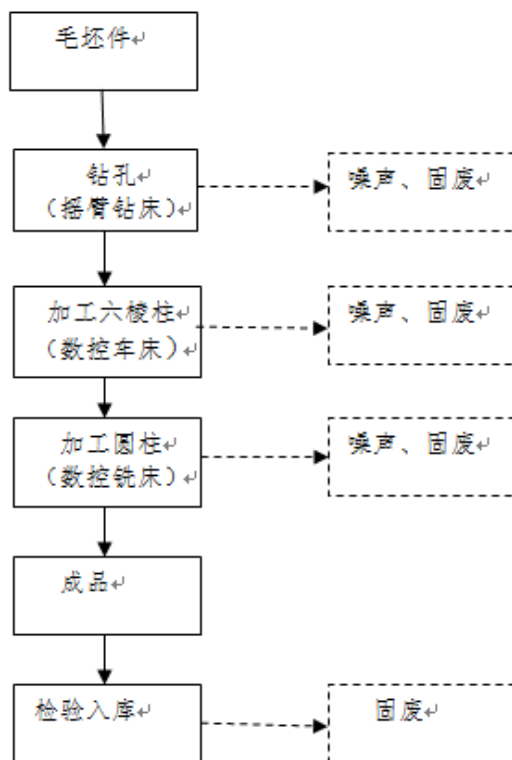 毛坯件
钻孔
（摇臂钻床）
噪声、固废
加工六棱柱
（数控车床）
噪声、固废
加工圆柱
（数控铣床）
噪声、固废
成品
检验入库
固废